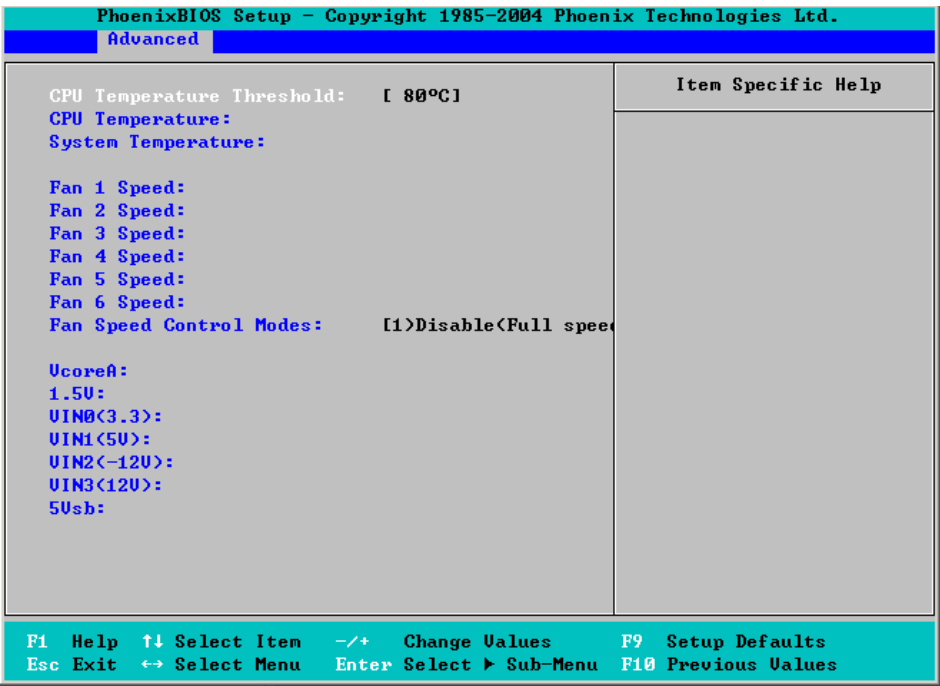 PhoenixBIOS Setup - Copyright 1985-2004 Phoenix Technologies Ltd.
Advanced
CPU Temperature Threshold: [ 80ºC]
CPU Temperature:
System Temperature:
Fan 1 Speed:
Fan 2 Speed:
Fan 3 Speed:
Fan 4 Speed:
Fan 5 Speed:
Fan 6 Speed:
Fan Speed Control Modes: [1)Disable(Full speed
VcoreA:
1.5V:
VIN0(3.3):
VIN1(5V):
VIN2(-12V):
VIN3(12V):
5Vsb:
Item Specific Help
F1 Help ↑↓ Select Item -/+ Change Values F9 Setup Defaults
Esc Exit ↔ Select Menu Enter Select ▶ Sub-Menu F10 Previous Values